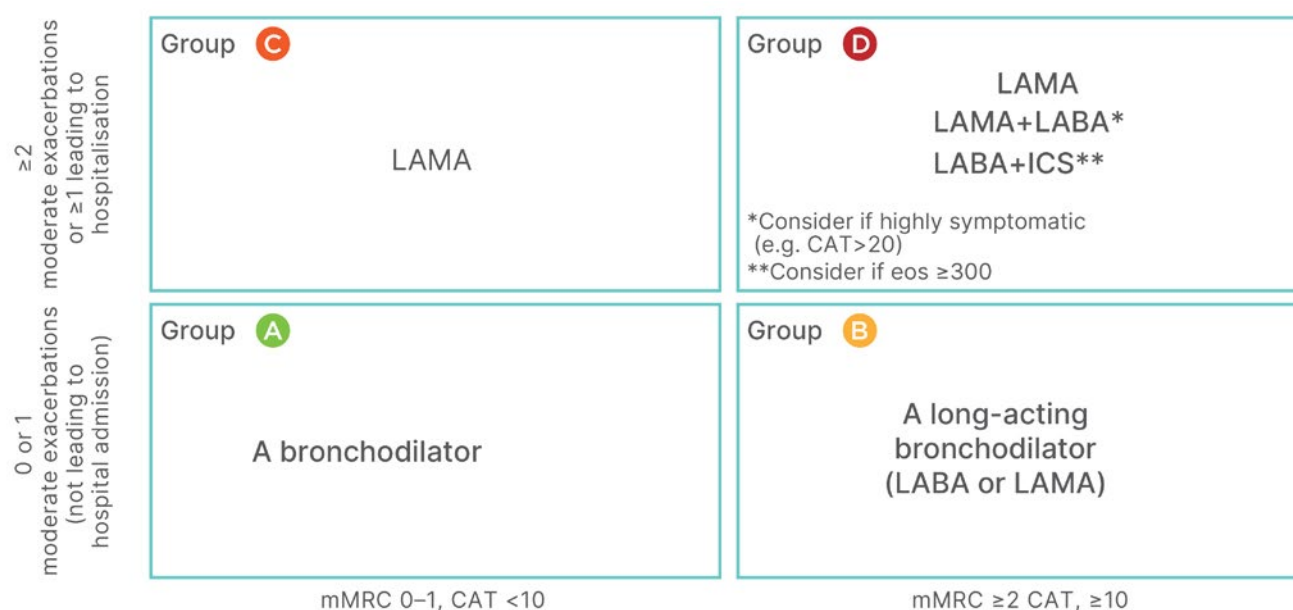 ≥2
moderate exacerbations
or ≥1 leading to
hospitalisation
Group C
LAMA
Group D
LAMA
LAMA+LABA*
LABA+ICS**
*Consider if highly symptomatic
(e.g. CAT>20)
**Consider if eos ≥300
0 or 1
moderate exacerbations
(not leading to
hospital admission)
Group A
A bronchodilator
Group B
A long-acting
bronchodilator
(LABA or LAMA)
mMRC 0–1, CAT <10
mMRC ≥2 CAT, ≥10